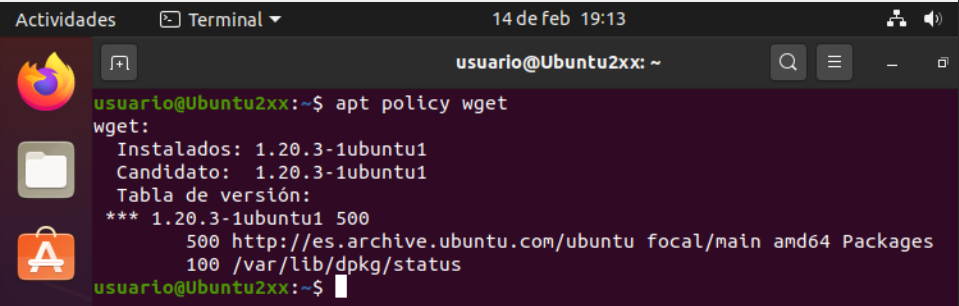 Actividades Terminal 14 de feb 19:13
usuario@Ubuntu2xx: ~
usuario@Ubuntu2xx:~$ apt policy wget
wget:
  Instalados: 1.20.3-1ubuntu1
  Candidato:  1.20.3-1ubuntu1
  Tabla de versión:
 *** 1.20.3-1ubuntu1 500
        500 http://es.archive.ubuntu.com/ubuntu focal/main amd64 Packages
        100 /var/lib/dpkg/status
usuario@Ubuntu2xx:~$